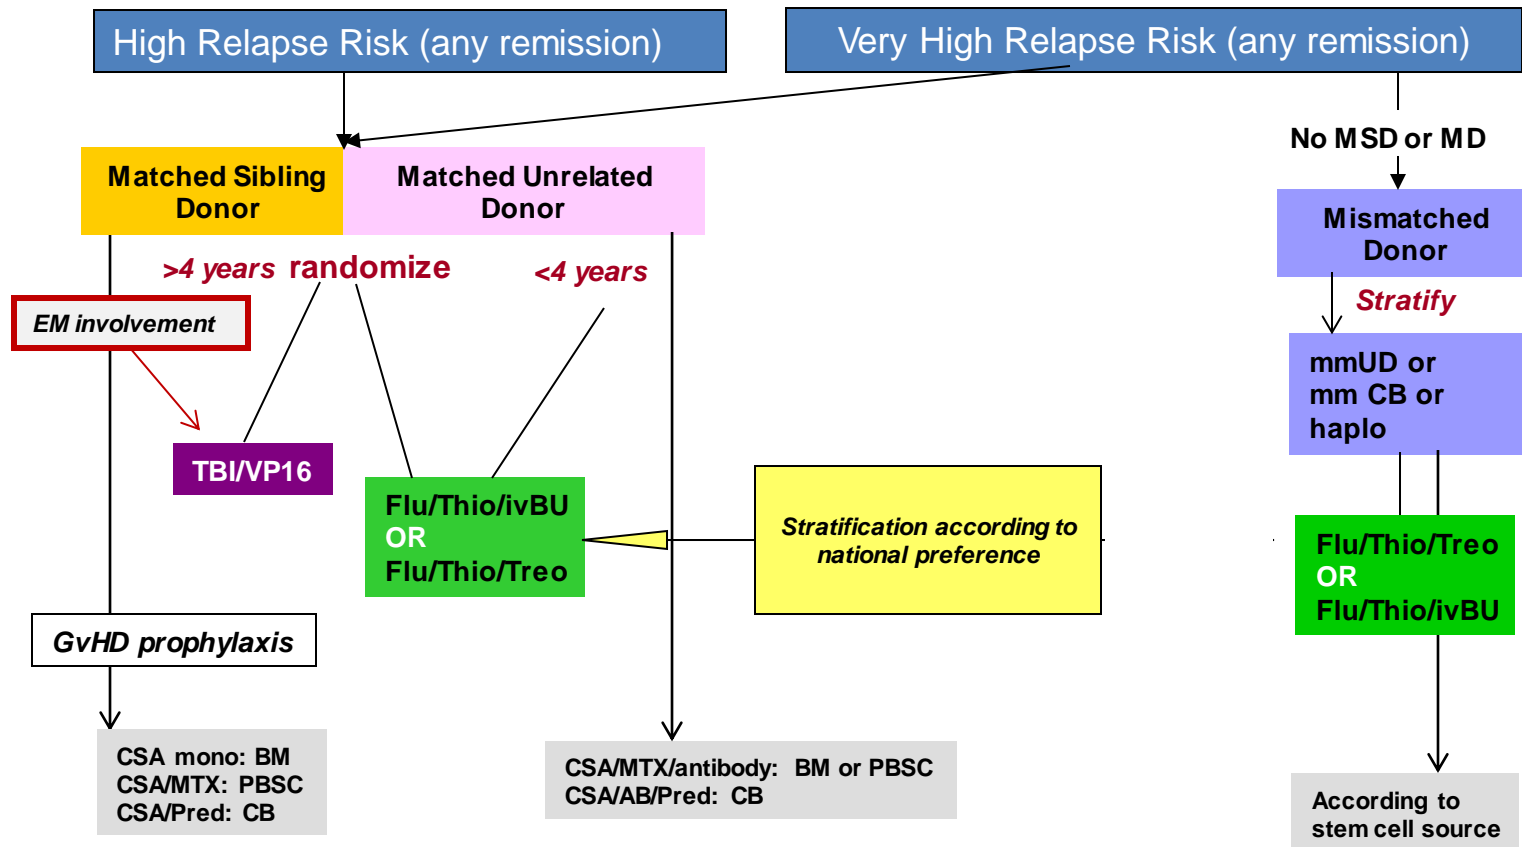 High Relapse Risk (any remission)
Very High Relapse Risk (any remission)
No MSD or MD
Matched Sibling
Donor
Matched Unrelated
Donor
Mismatched
Donor
>4 years randomize
<4 years
Stratify
EM involvement
mmUD or
mm CB or
haplo
TBI/VP16
Flu/Thio/ivBU
OR
Flu/Thio/Treo
Stratification according to
national preference
Flu/Thio/Treo
OR
Flu/Thio/ivBU
GvHD prophylaxis
CSA mono: BM
CSA/MTX: PBSC
CSA/Pred: CB
CSA/MTX/antibody: BM or PBSC
CSA/AB/Pred: CB
According to
stem cell source